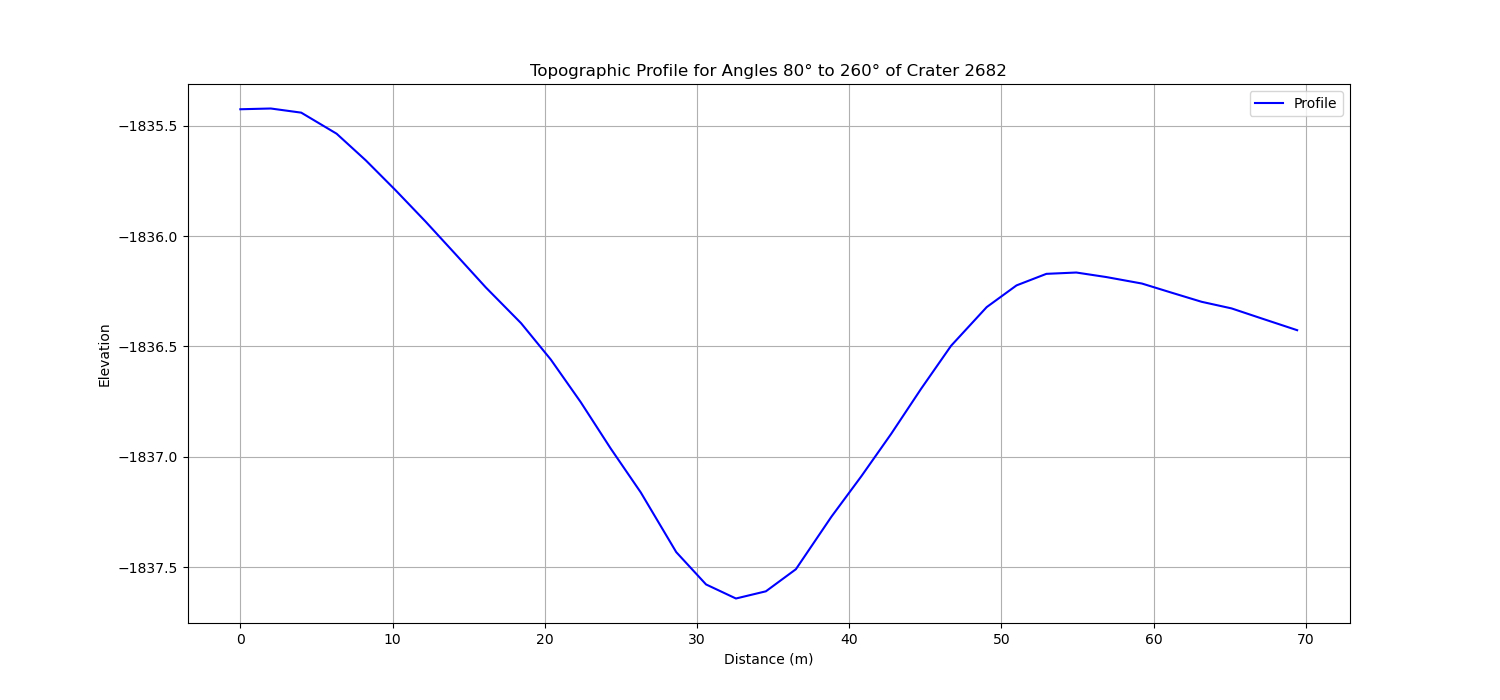 Topographic Profile for Angles 80° to 260° of Crater 2682
Profile
−1835.5
−1836.0
−1836.5
−1837.0
−1837.5
Elevation
0 10 20 30 40 50 60 70
Distance (m)